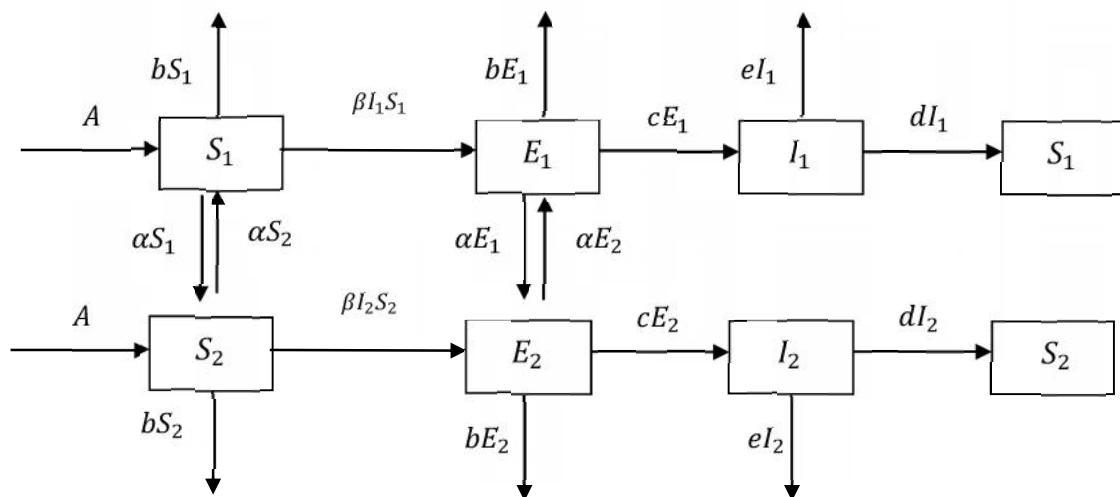 bS₁ bE₁ eI₁
A βI₁S₁ cE₁ dI₁
S₁ E₁ I₁ S₁
αS₁ αS₂ αE₁ αE₂
A βI₂S₂ cE₂ dI₂
S₂ E₂ I₂ S₂
bS₂ bE₂ eI₂